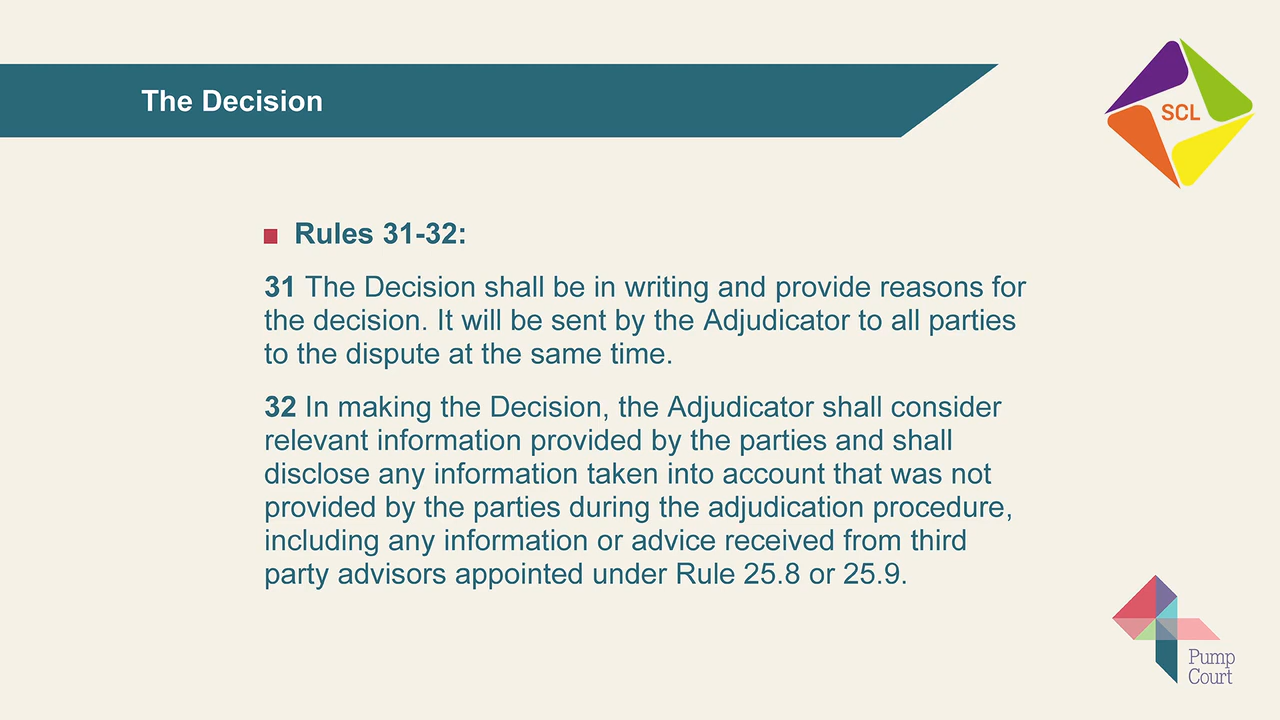 The Decision
SCL
Rules 31-32:
31 The Decision shall be in writing and provide reasons for
the decision. It will be sent by the Adjudicator to all parties
to the dispute at the same time.
32 In making the Decision, the Adjudicator shall consider
relevant information provided by the parties and shall
disclose any information taken into account that was not
provided by the parties during the adjudication procedure,
including any information or advice received from third
party advisors appointed under Rule 25.8 or 25.9.
Pump
Court